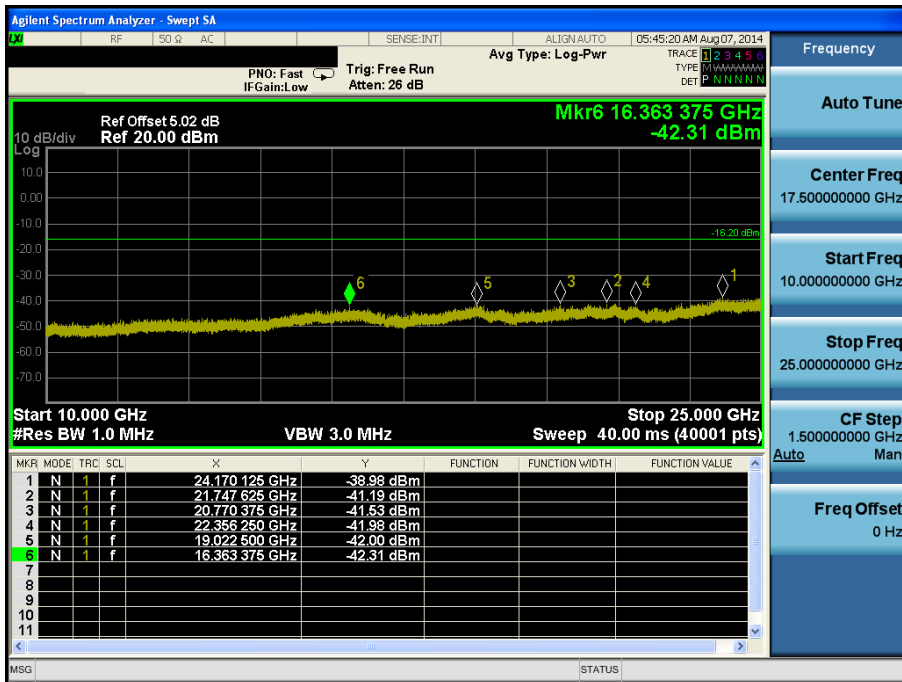 Agilent Spectrum Analyzer - Swept SA
LXI RF 50 Ω AC SENSE:INT ALIGNAUTO 05:45:20 AM Aug 07, 2014
PNO: Fast Trig: Free Run Avg Type: Log-Pwr TRACE 1 2 3 4 5 6
TYPE M WWWWW
IFGain:Low Atten: 26 dB DET P N N N N N
Mkr6 16.363 375 GHz
-42.31 dBm
Ref Offset 5.02 dB
10 dB/div Ref 20.00 dBm
Log
10.0
0.00
-10.0
-16.20 dBm
-20.0
-30.0
6 5 3 2 4 1
-40.0
-50.0
-60.0
-70.0
Start 10.000 GHz Stop 25.000 GHz
#Res BW 1.0 MHz VBW 3.0 MHz Sweep 40.00 ms (40001 pts)
MKR MODE TRC SCL X Y FUNCTION FUNCTION WIDTH FUNCTION VALUE
1 N 1 f 24.170 125 GHz -38.98 dBm
2 N 1 f 21.747 625 GHz -41.19 dBm
3 N 1 f 20.770 375 GHz -41.53 dBm
4 N 1 f 22.356 250 GHz -41.98 dBm
5 N 1 f 19.022 500 GHz -42.00 dBm
6 N 1 f 16.363 375 GHz -42.31 dBm
7
8
9
10
11
MSG STATUS
Frequency
Auto Tune
Center Freq
17.500000000 GHz
Start Freq
10.000000000 GHz
Stop Freq
25.000000000 GHz
CF Step
1.500000000 GHz
Auto Man
Freq Offset
0 Hz